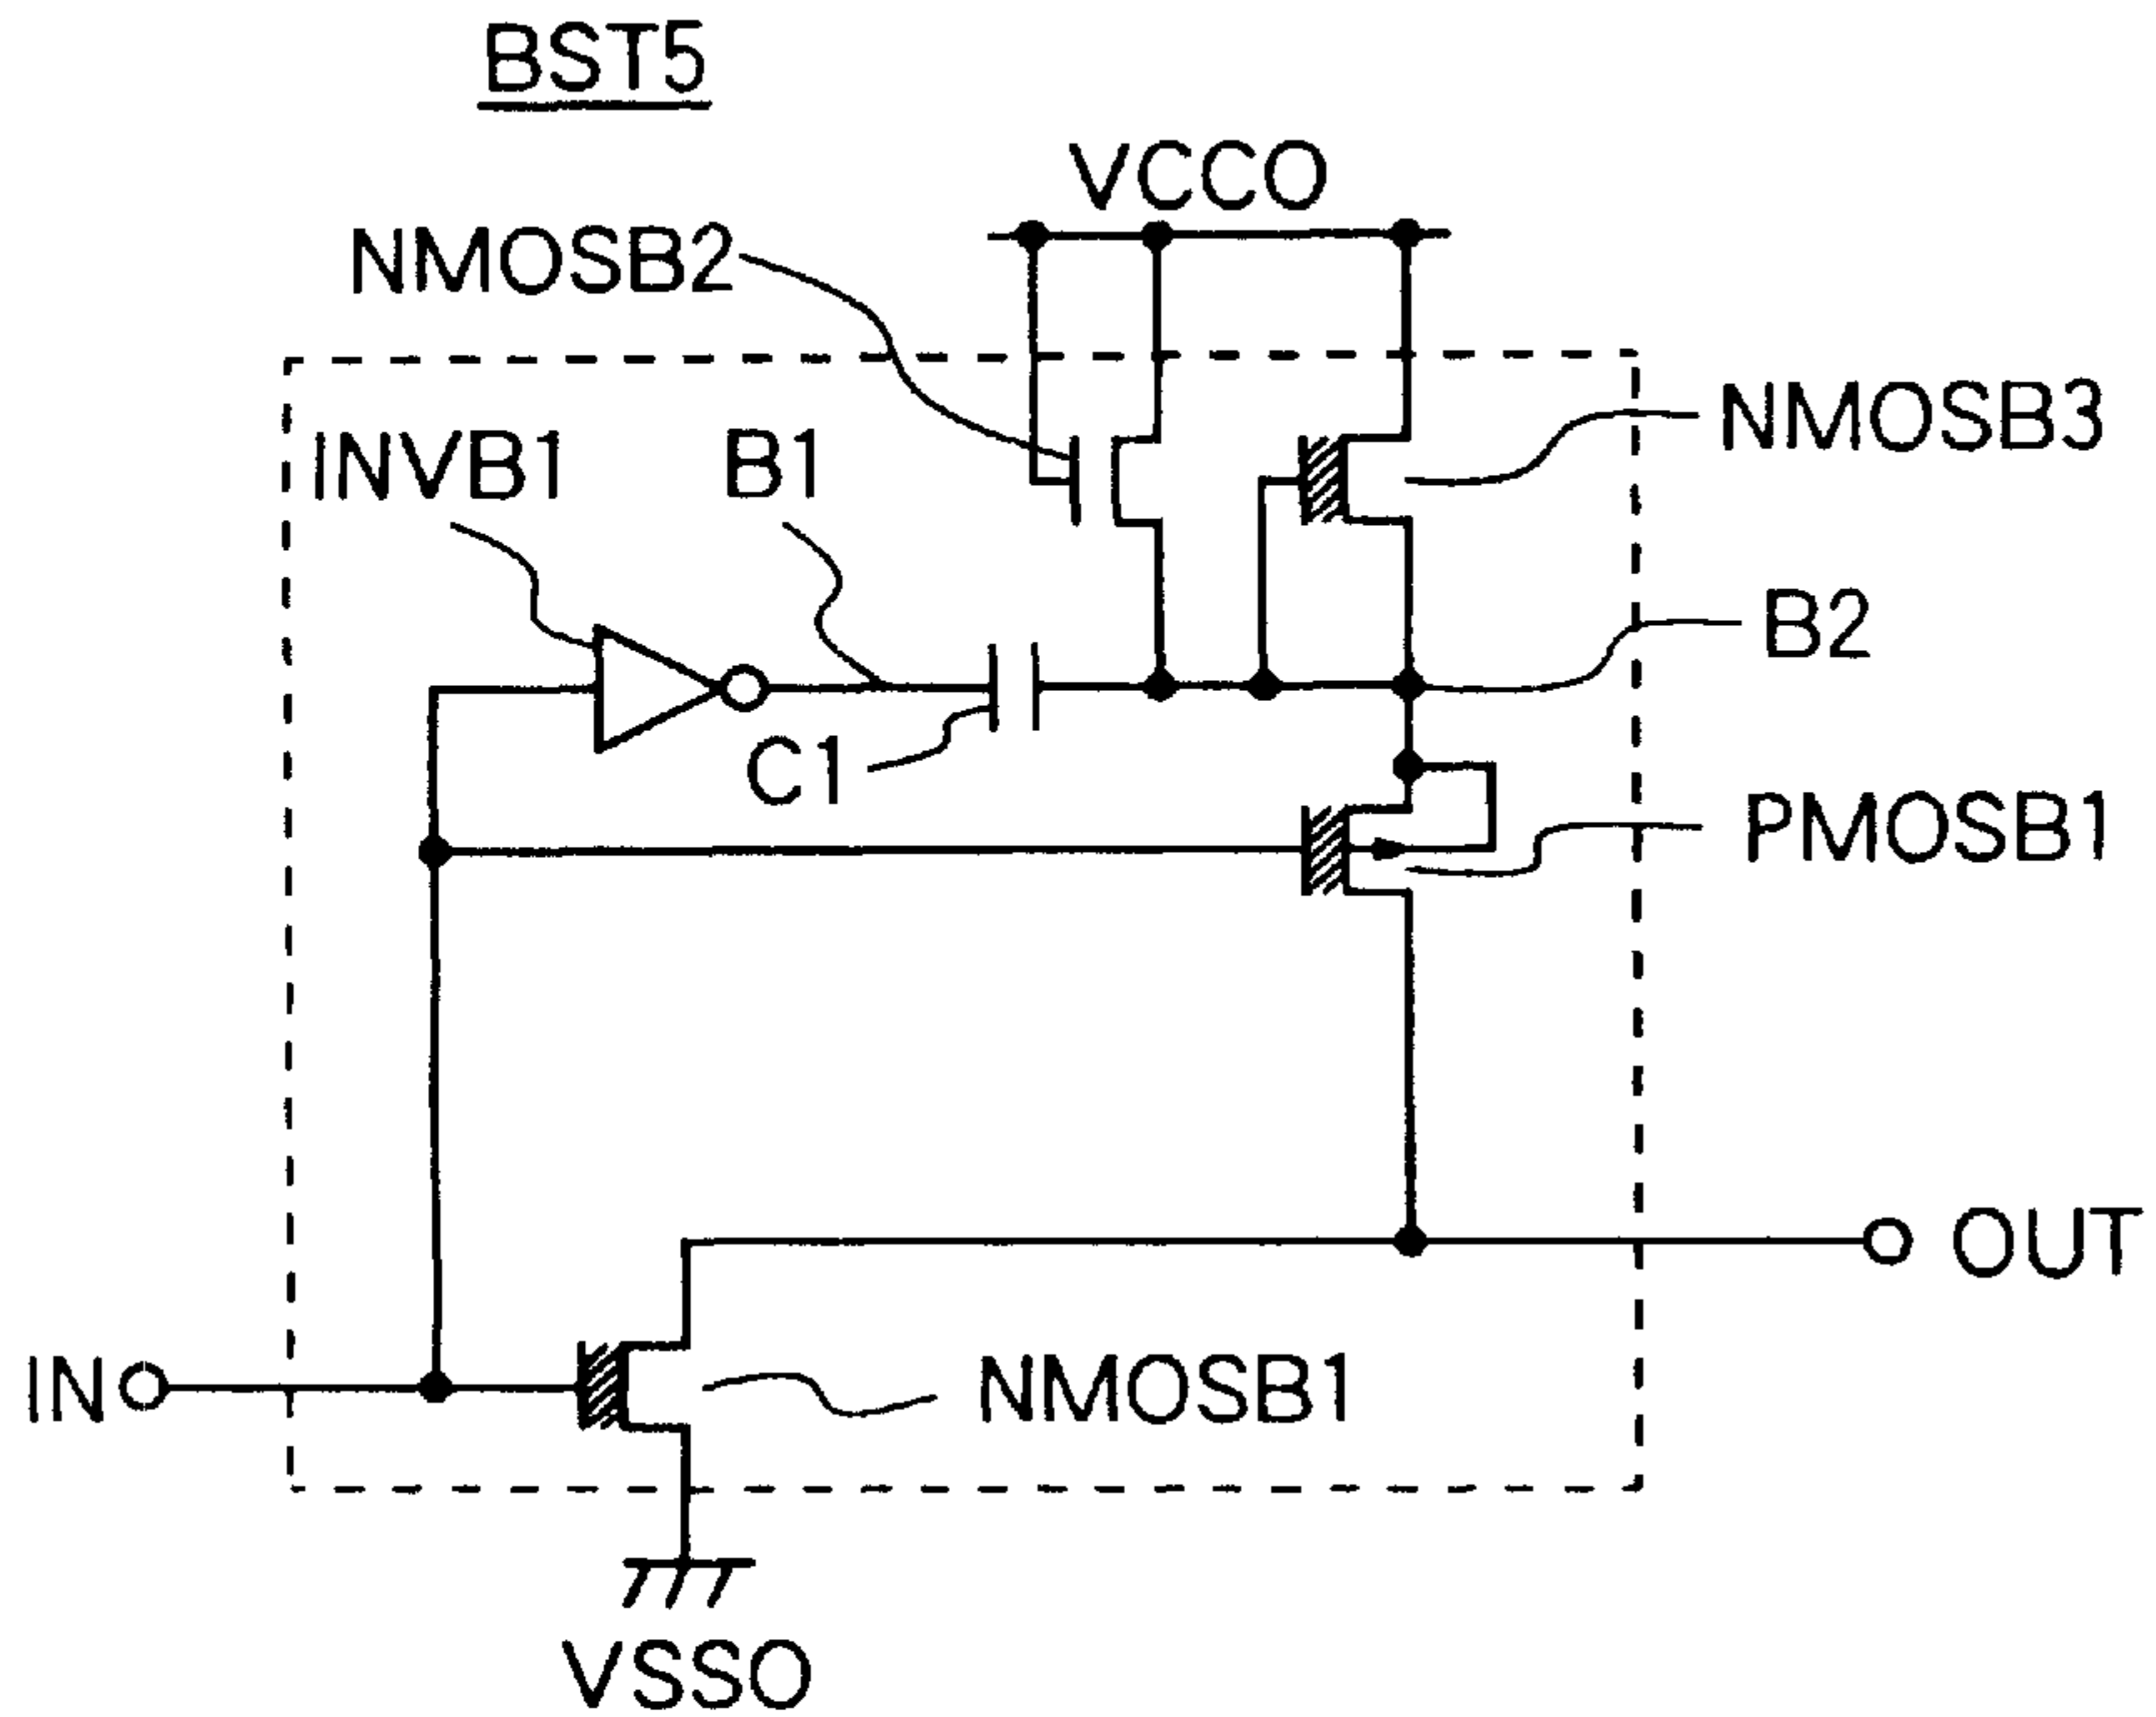 BST5
VCCO
NMOSB2
NMOSB3
INVB1
B1
B2
C1
PMOSB1
OUT
IN
NMOSB1
VSSO